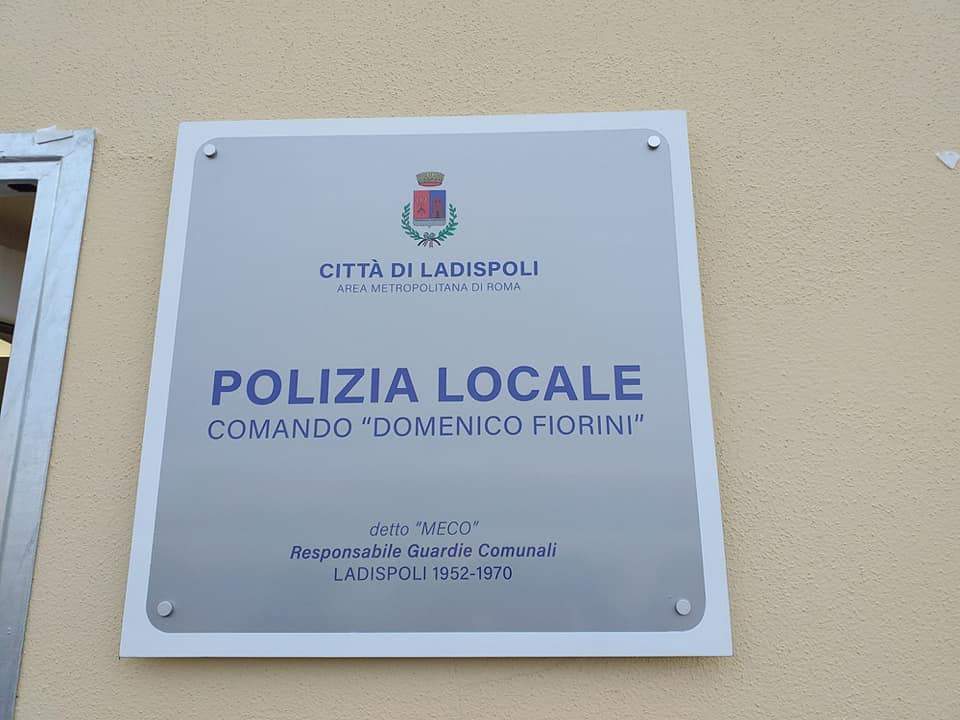 CITTÀ DI LADISPOLI
AREA METROPOLITANA DI ROMA
POLIZIA LOCALE
COMANDO "DOMENICO FIORINI"
detto "MECO"
Responsabile Guardie Comunali
LADISPOLI 1952-1970